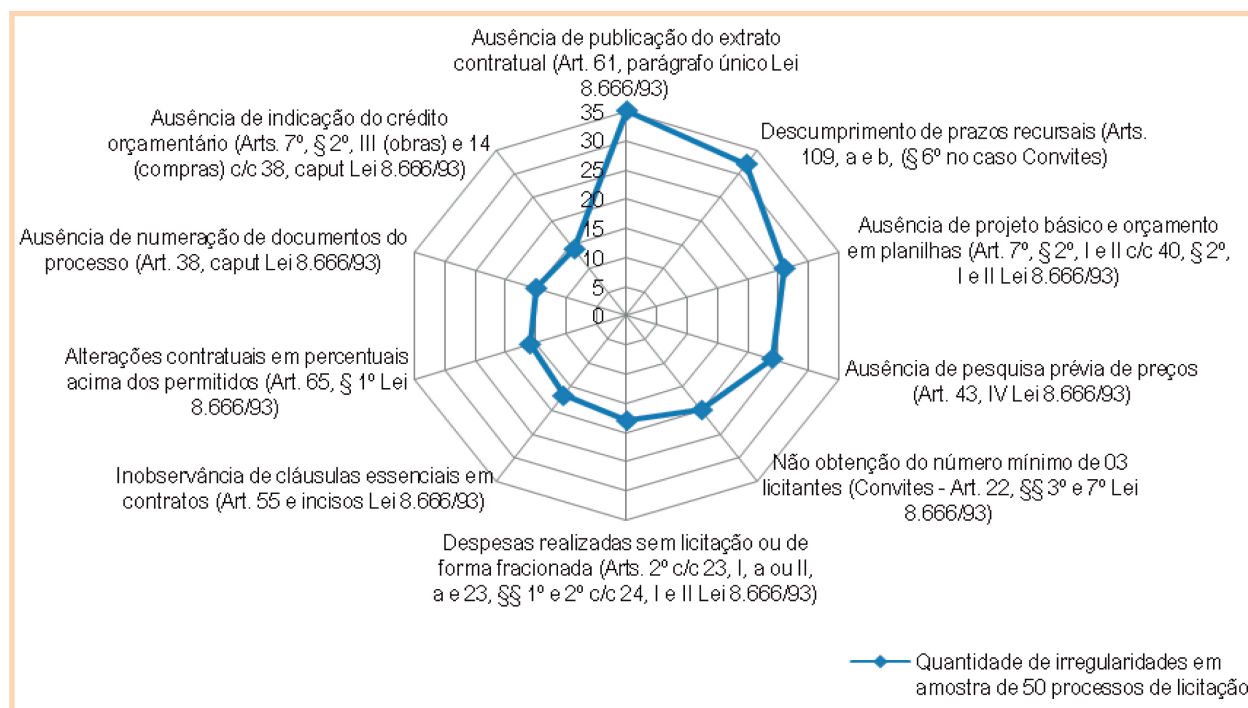 Ausência de publicação do extrato
contratual (Art. 61, parágrafo único Lei
8.666/93)
Descumprimento de prazos recursais (Arts.
109, a e b, (§ 6º no caso Convites)
Ausência de projeto básico e orçamento
em planilhas (Art. 7º, § 2º, I e II c/c 40, § 2º,
I e II Lei 8.666/93)
Ausência de pesquisa prévia de preços
(Art. 43, IV Lei 8.666/93)
Não obtenção do número mínimo de 03
licitantes (Convites - Art. 22, §§ 3º e 7º Lei
8.666/93)
Despesas realizadas sem licitação ou de
forma fracionada (Arts. 2º c/c 23, I, a ou II,
a e 23, §§ 1º e 2º c/c 24, I e II Lei 8.666/93)
Inobservância de cláusulas essenciais em
contratos (Art. 55 e incisos Lei 8.666/93)
Alterações contratuais em percentuais
acima dos permitidos (Art. 65, § 1º Lei
8.666/93)
Ausência de numeração de documentos do
processo (Art. 38, caput Lei 8.666/93)
Ausência de indicação do crédito
orçamentário (Arts. 7º, § 2º, III (obras) e 14
(compras) c/c 38, caput Lei 8.666/93)
35
30
25
20
15
10
5
0
Quantidade de irregularidades em
amostra de 50 processos de licitação